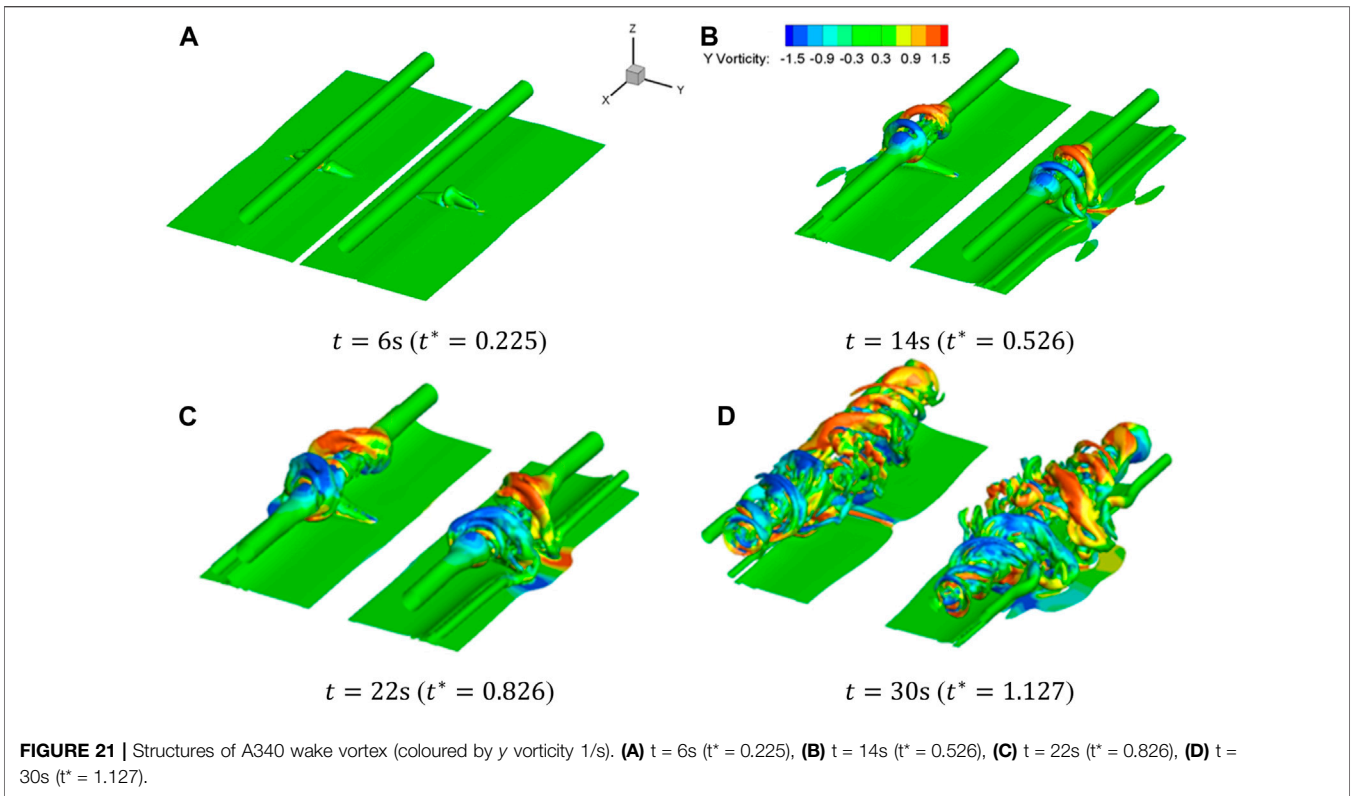 A
B
Z
X
Y
Y Vorticity: -1.5 -0.9 -0.3 0.3 0.9 1.5
t = 6s (t* = 0.225)
t = 14s (t* = 0.526)
C
D
t = 22s (t* = 0.826)
t = 30s (t* = 1.127)
FIGURE 21 | Structures of A340 wake vortex (coloured by y vorticity 1/s). (A) t = 6s (t* = 0.225), (B) t = 14s (t* = 0.526), (C) t = 22s (t* = 0.826), (D) t =
30s (t* = 1.127).